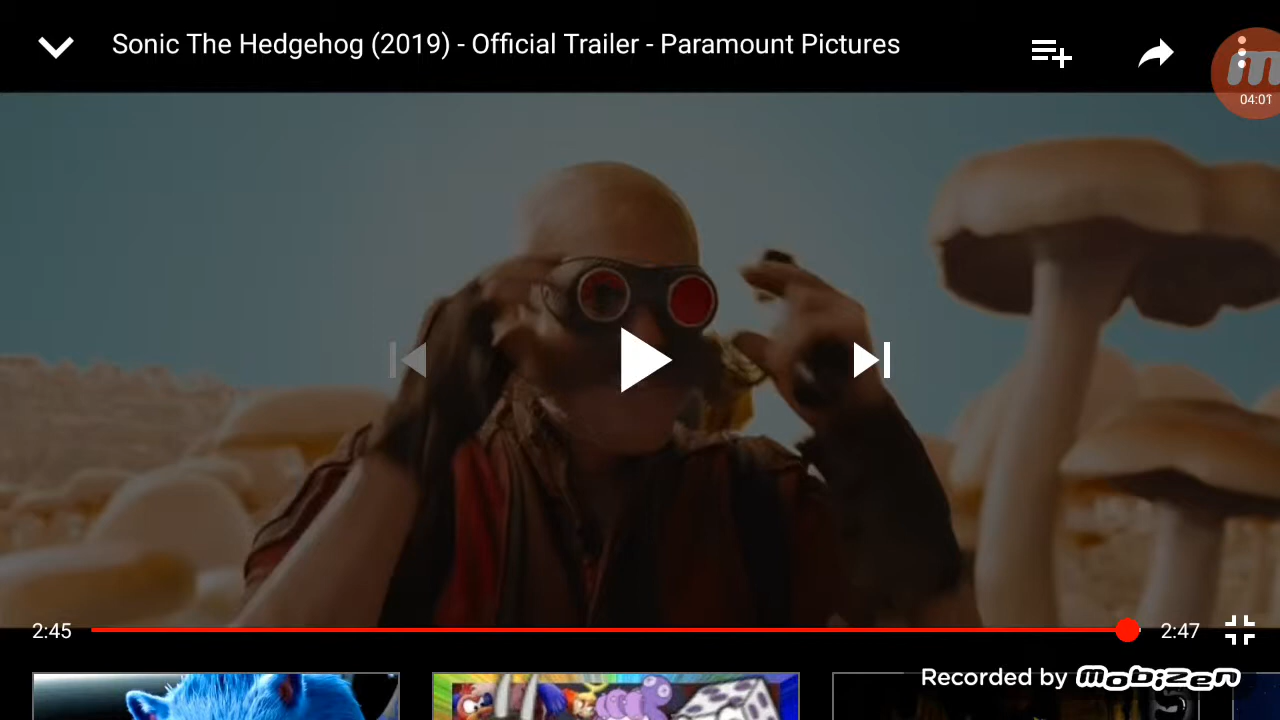 Sonic The Hedgehog (2019) - Official Trailer - Paramount Pictures
04:01
2:45
2:47
Recorded by mobizen